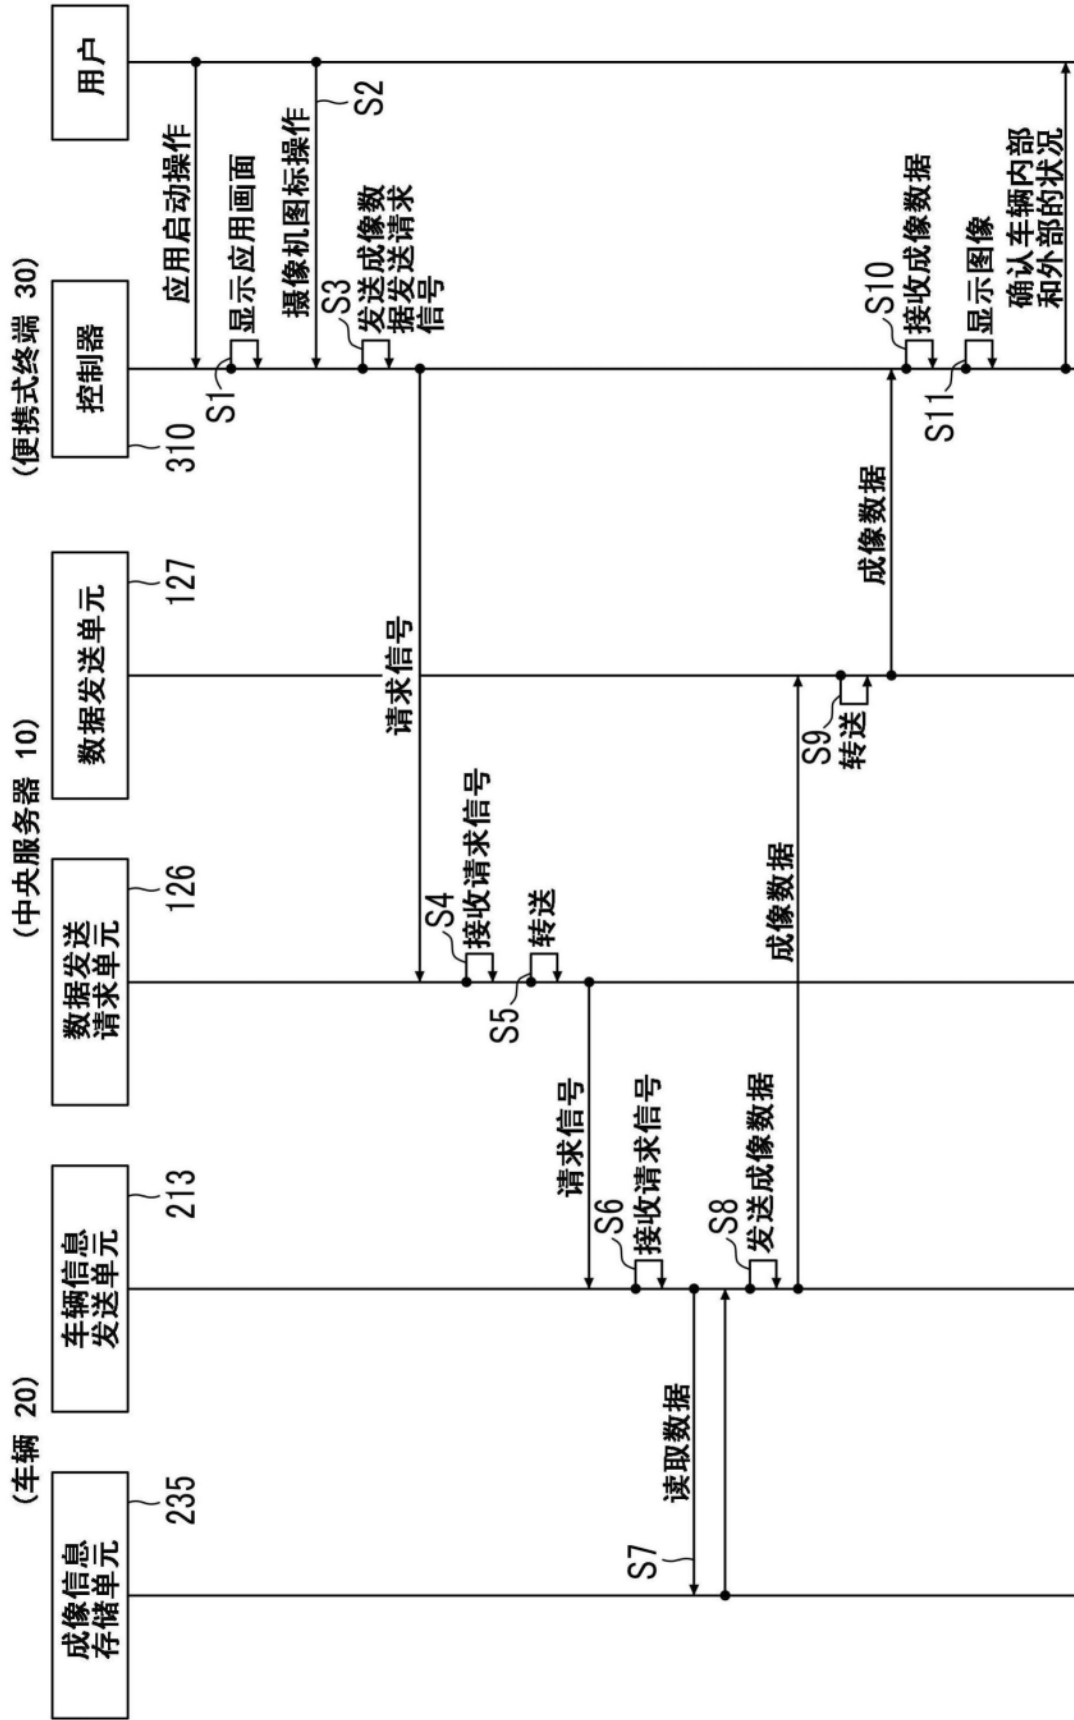 (车辆 20)
(中央服务器 10)
(便携式终端 30)
成像信息
存储单元
235
车辆信息
发送单元
213
数据发送
请求单元
126
数据发送单元
127
控制器
310
用户
应用启动操作
S1
显示应用画面
摄像机图标操作
S2
S3
发送成像数
据发送请求
信号
请求信号
S4
接收请求信号
S5
转送
请求信号
S6
接收请求信号
S7
读取数据
S8
发送成像数据
成像数据
S9
转送
成像数据
S10
接收成像数据
S11
显示图像
确认车辆内部
和外部的状况